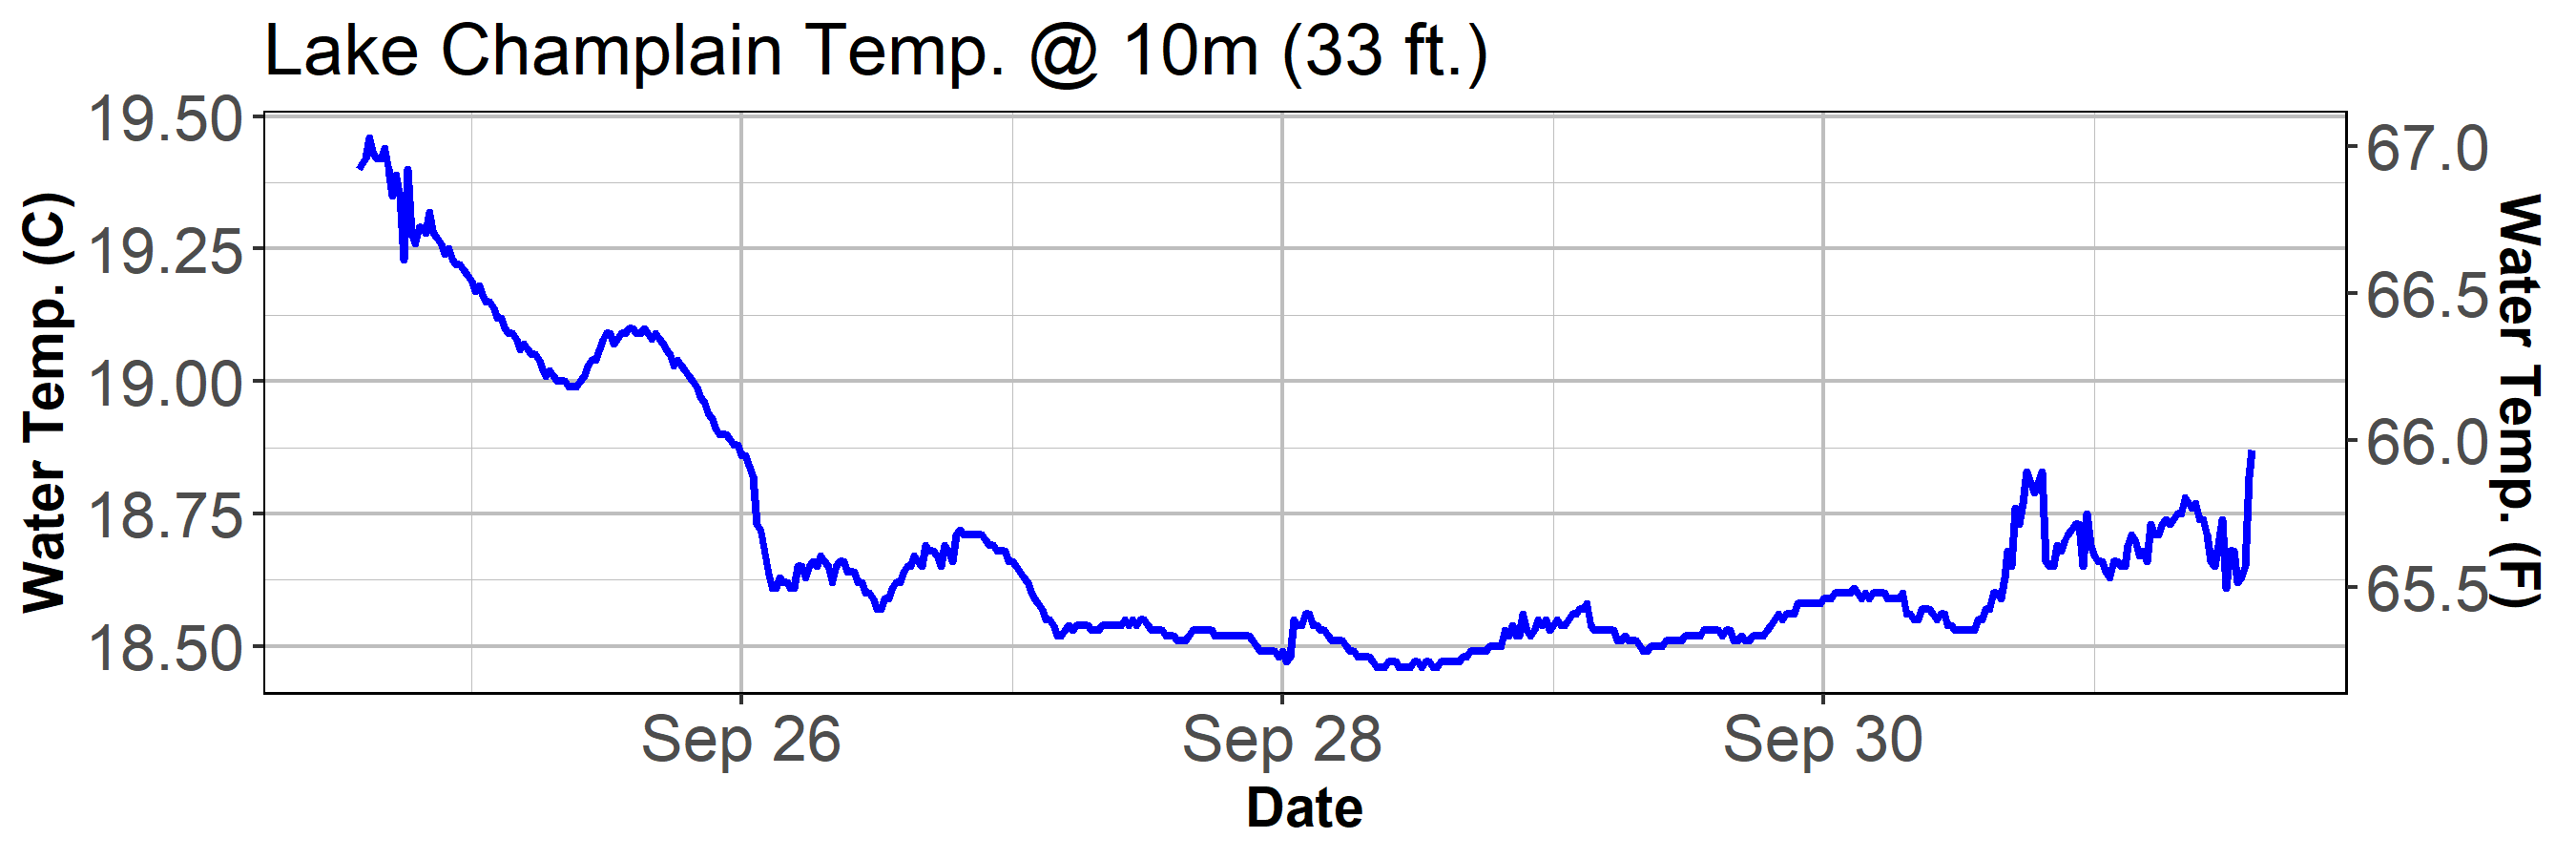 Lake Champlain Temp. @ 10m (33 ft.)
Water Temp. (C)
19.50
19.25
19.00
18.75
18.50
67.0
66.5
66.0
65.5
Water Temp. (F)
Sep 26 Sep 28 Sep 30
Date